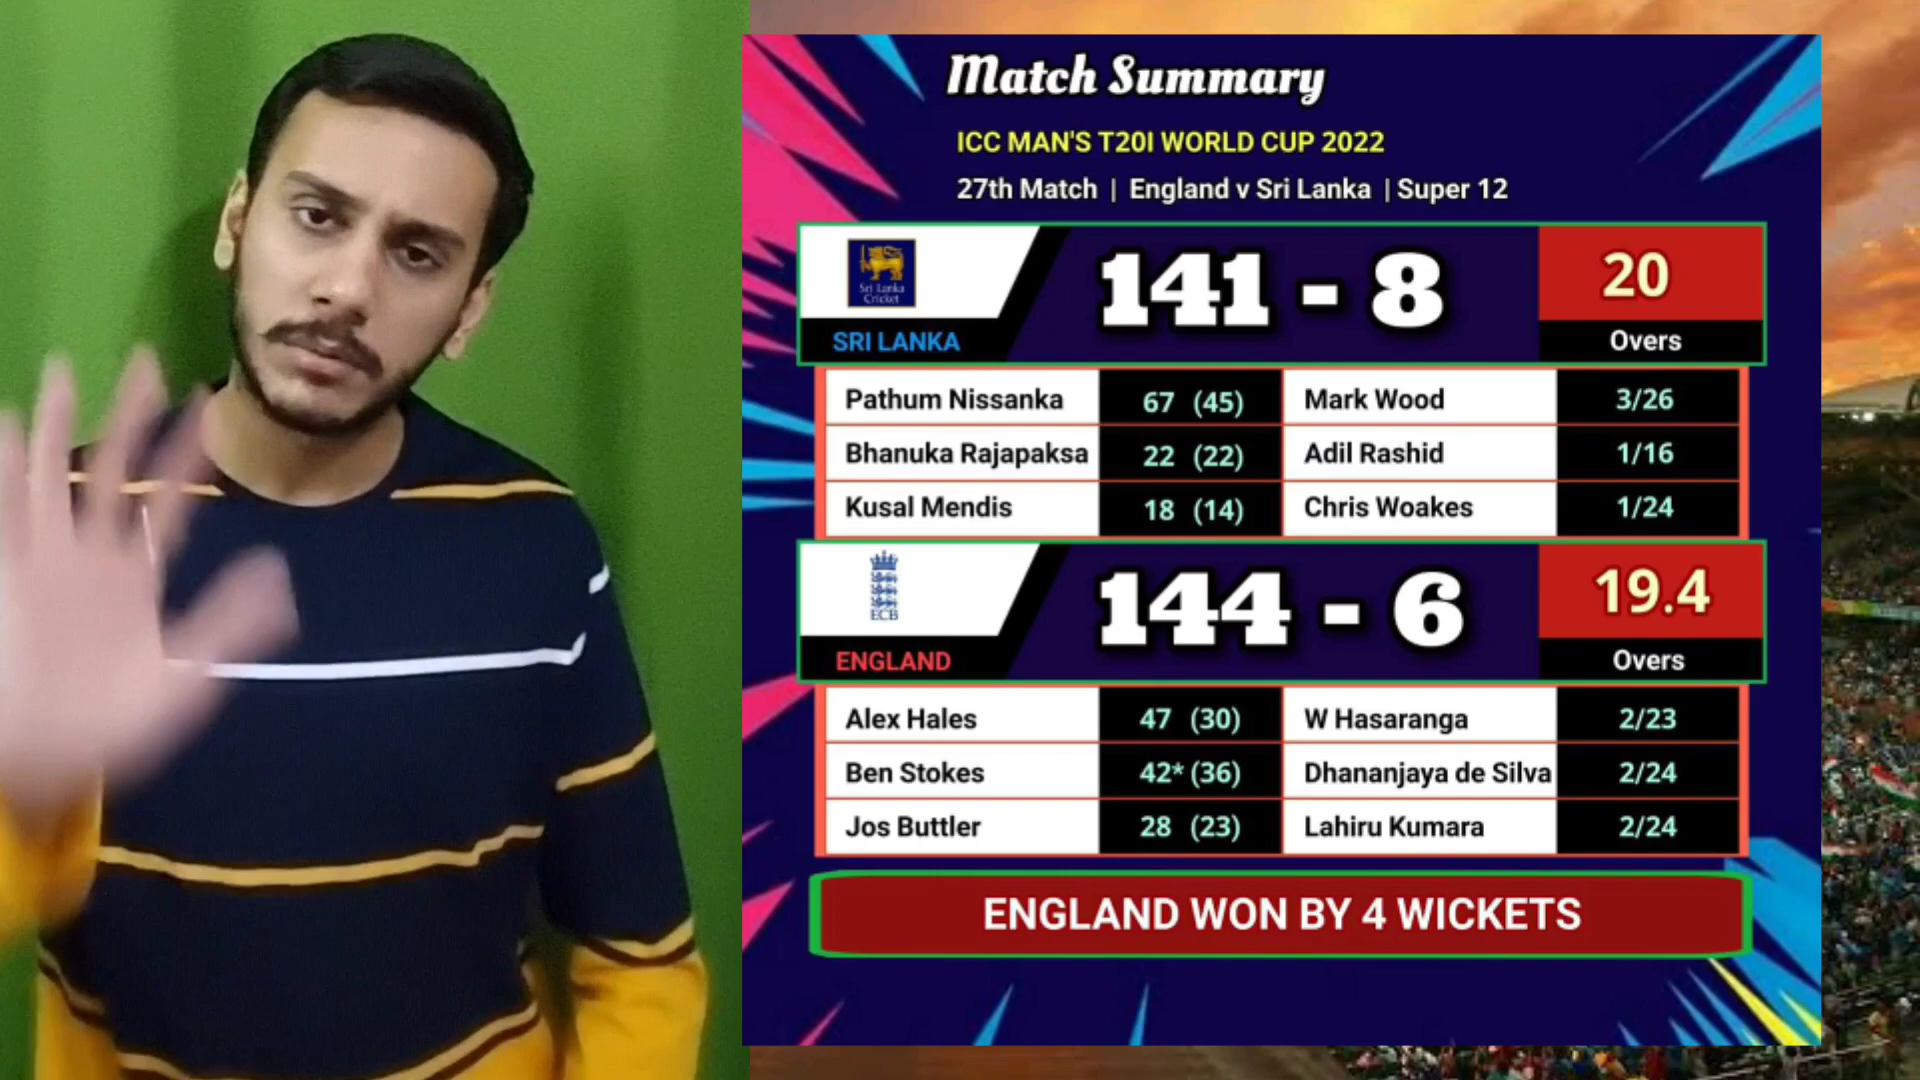 Match Summary
ICC MAN'S T20I WORLD CUP 2022
27th Match | England v Sri Lanka | Super 12
Sri Lanka
Cricket
SRI LANKA
141 - 8
20
Overs
Pathum Nissanka 67 (45) Mark Wood 3/26
Bhanuka Rajapaksa 22 (22) Adil Rashid 1/16
Kusal Mendis 18 (14) Chris Woakes 1/24
ECB
ENGLAND
144 - 6
19.4
Overs
Alex Hales 47 (30) W Hasaranga 2/23
Ben Stokes 42* (36) Dhananjaya de Silva 2/24
Jos Buttler 28 (23) Lahiru Kumara 2/24
ENGLAND WON BY 4 WICKETS